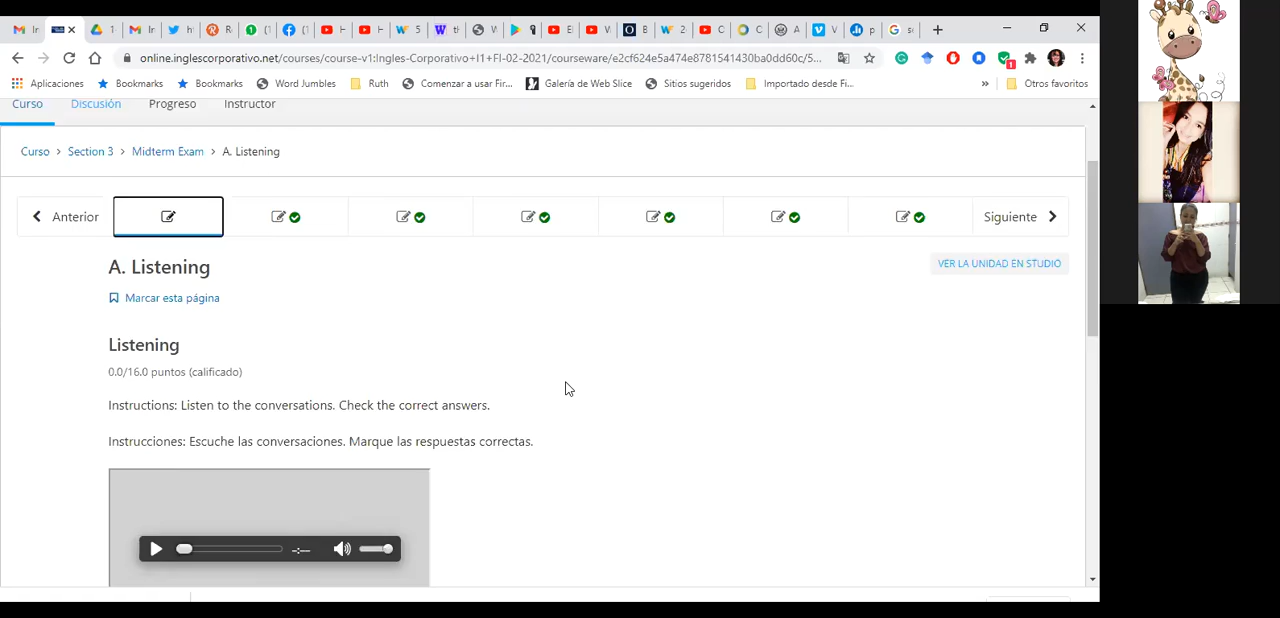 online.inglescorporativo.net/courses/course-v1:Ingles-Corporativo+I1+FI-02-2021/courseware/e2cf624e5a474e8781541430ba0dd60c/5...
Aplicaciones Bookmarks Bookmarks Word Jumbles Ruth Comenzar a usar Fir... Galería de Web Slice Sitios sugeridos Importado desde Fi... » Otros favoritos
Curso Discusión Progreso Instructor
Curso > Section 3 > Midterm Exam > A. Listening
Anterior Siguiente
A. Listening
VER LA UNIDAD EN STUDIO
Marcar esta página
Listening
0.0/16.0 puntos (calificado)
Instructions: Listen to the conversations. Check the correct answers.
Instrucciones: Escuche las conversaciones. Marque las respuestas correctas.
-:--